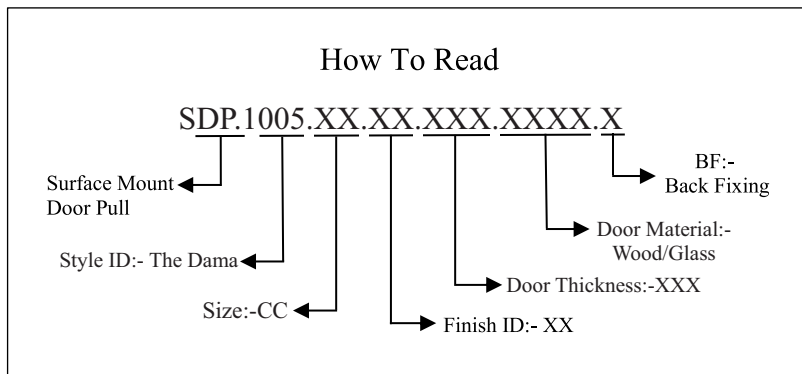 How To Read
SDP.1005.XX.XX.XXX.XXXX.X
BF:-
Back Fixing
Surface Mount
Door Pull
Door Material:-
Wood/Glass
Style ID:- The Dama
Door Thickness:-XXX
Size:-CC
Finish ID:- XX